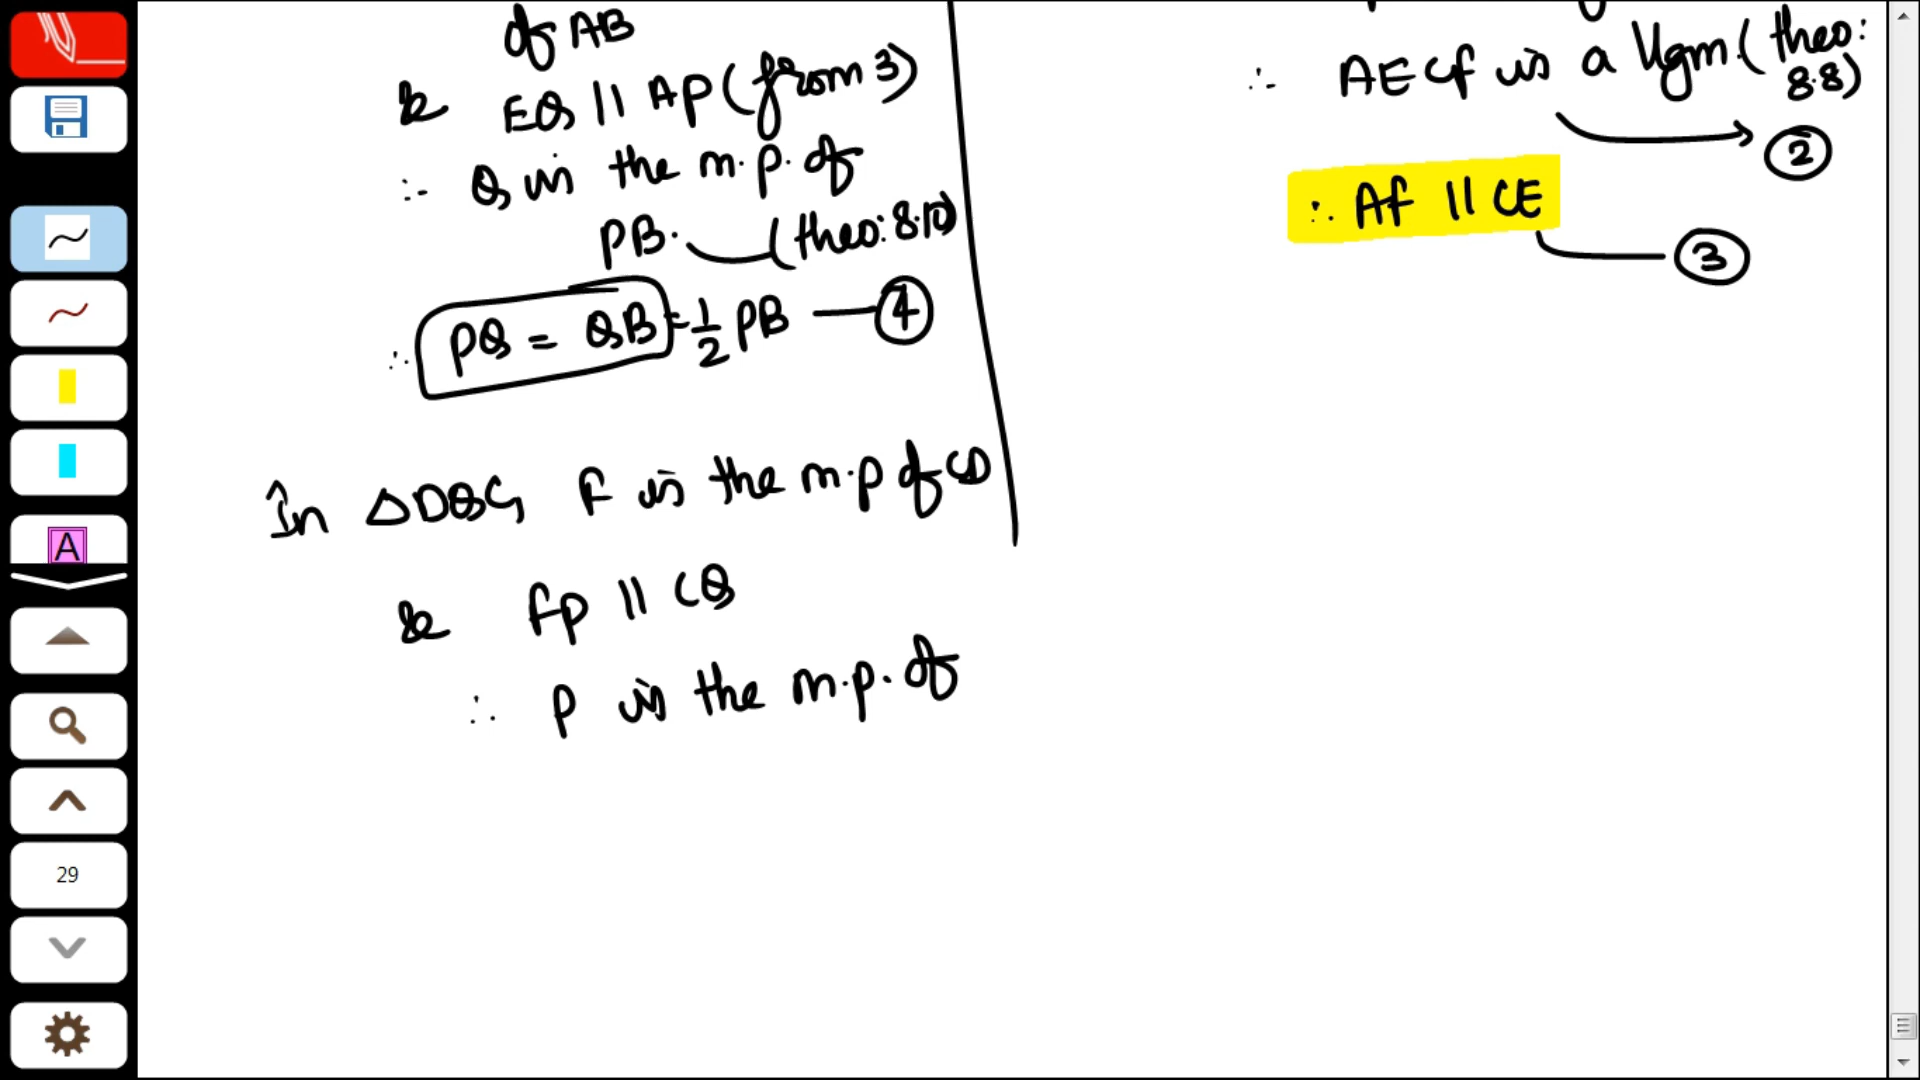 of AB
& EQ || AP (from 3)
∴ Q is the m.p. of
PB. (theo: 8.10)
∴ PQ = QB = 1/2 PB — 4
In △DQC, F is the m.p of CD
& FP || CQ
∴ P is the m.p. of
∴ AECF is a ||gm. (theo: 8.8)
→ 2
∴ AF || CE
— 3
A
29